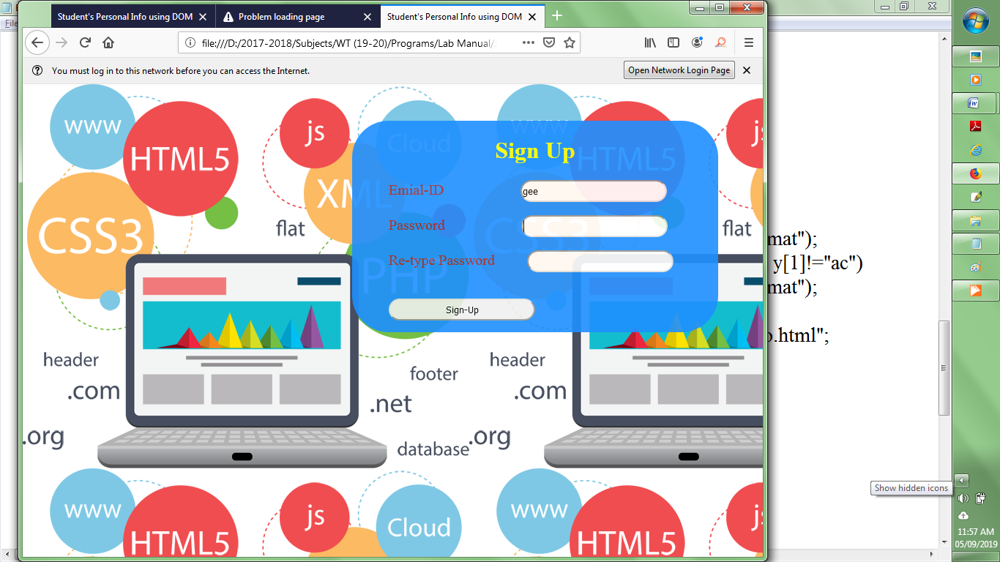 File
Student's Personal Info using DOM
Problem loading page
Student's Personal Info using DOM
file:///D:/2017-2018/Subjects/WT (19-20)/Programs/Lab Manual/
You must log in to this network before you can access the Internet.
Open Network Login Page
www
HTML5
js
Cloud
www
HTML5
js
CSS3
XML
CSS3
flat
flat
PHP
Sign Up
Emial-ID
gee
Password
Re-type Password
Sign-Up
mat");
y[1]!="ac")
mat");
.html";
header
.com
.org
footer
.net
database
header
.com
.org
www
HTML5
js
Cloud
www
HTML5
js
Show hidden icons
11:57 AM
05/09/2019